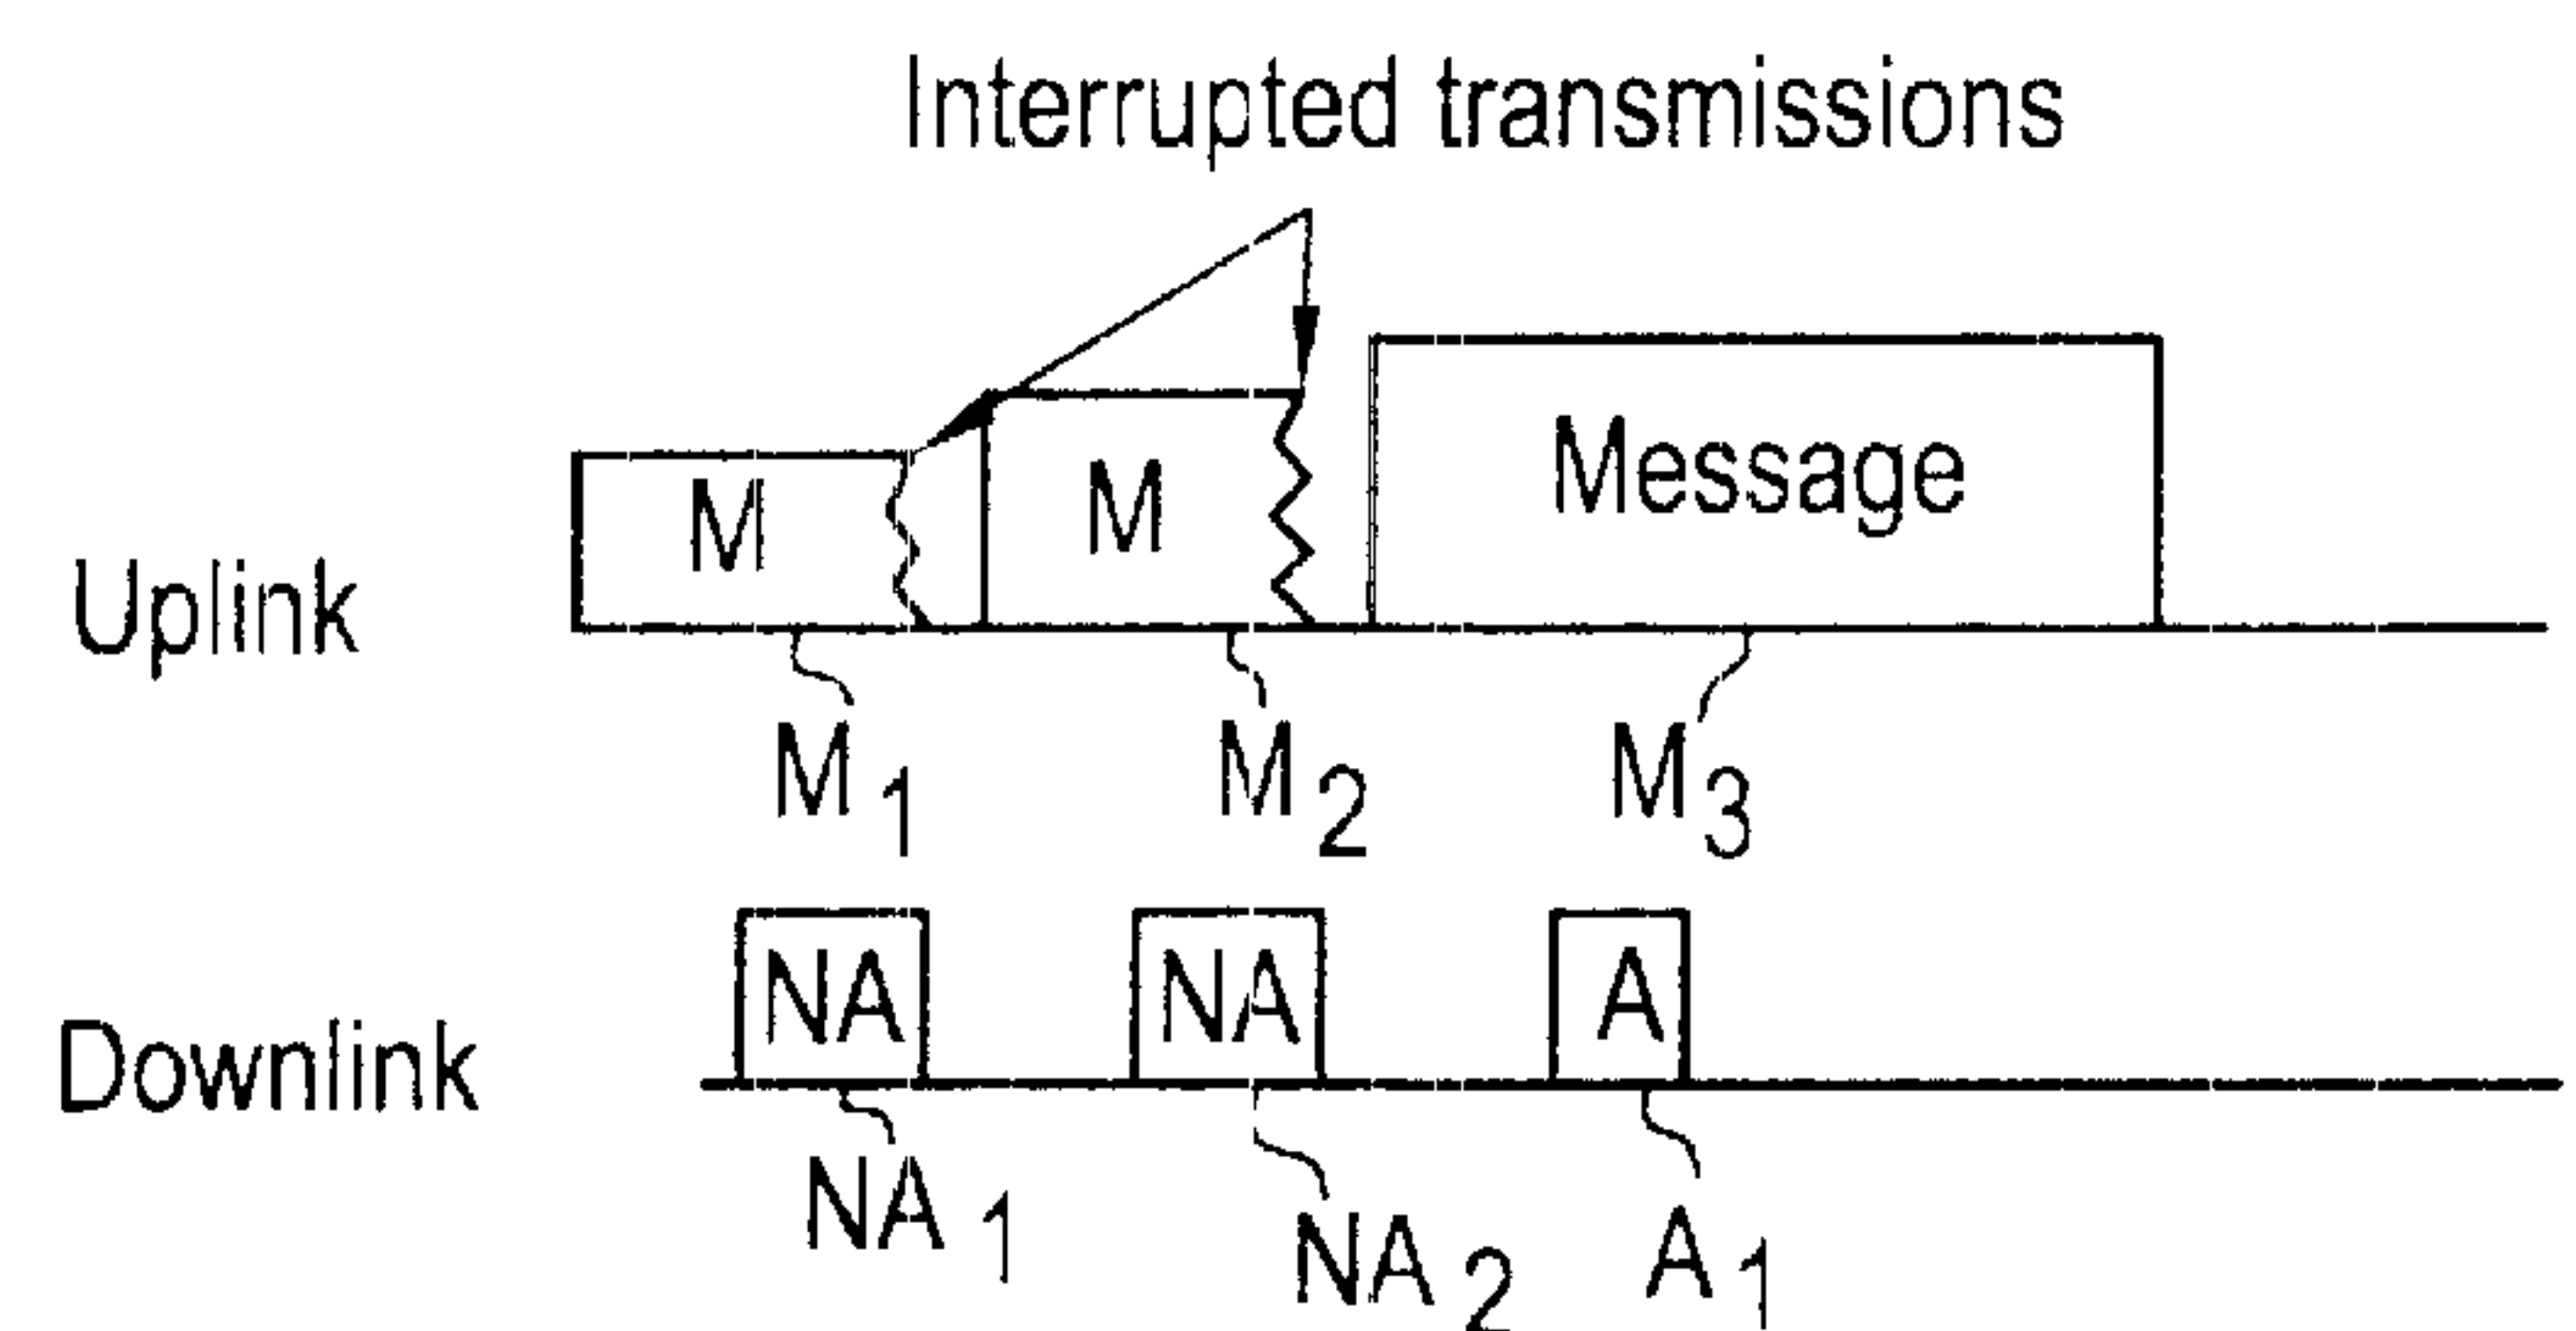 Interrupted transmissions
M M Message
Uplink
M1 M2 M3
NA NA A
Downlink
NA1 NA2 A1